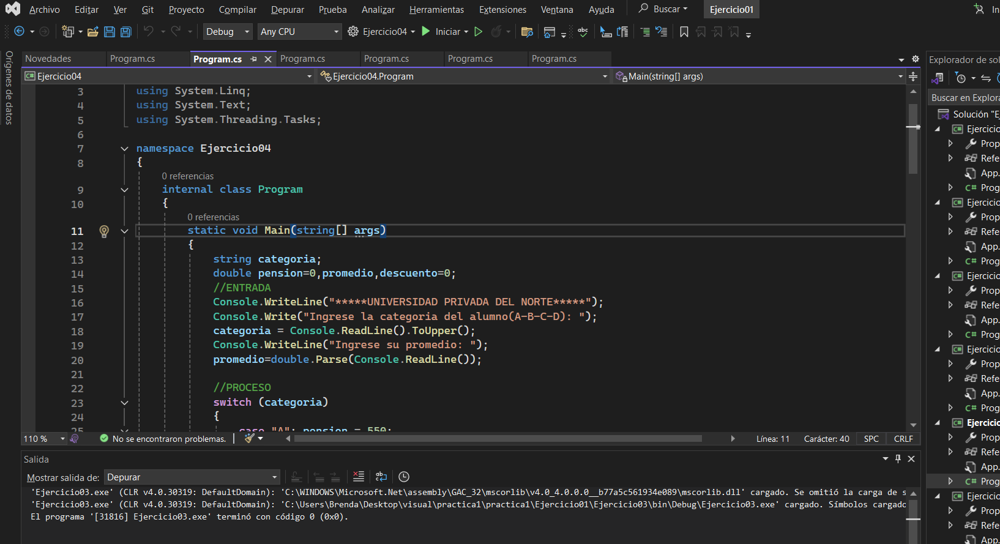 Archivo Editar Ver Git Proyecto Compilar Depurar Prueba Analizar Herramientas Extensiones Ventana Ayuda Buscar Ejercicio01 In
Debug Any CPU Ejercicio04 Iniciar abc
Orígenes de datos
Novedades Program.cs Program.cs Program.cs Program.cs Program.cs Program.cs
Ejercicio04 Ejercicio04.Program Main(string[] args)
3 using System.Linq;
4 using System.Text;
5 using System.Threading.Tasks;
6
7 namespace Ejercicio04
8 {
0 referencias
9 internal class Program
10 {
0 referencias
11 static void Main(string[] args)
12 {
13 string categoria;
14 double pension=0,promedio,descuento=0;
15 //ENTRADA
16 Console.WriteLine("*****UNIVERSIDAD PRIVADA DEL NORTE*****");
17 Console.Write("Ingrese la categoria del alumno(A-B-C-D): ");
18 categoria = Console.ReadLine().ToUpper();
19 Console.WriteLine("Ingrese su promedio: ");
20 promedio=double.Parse(Console.ReadLine());
21
22 //PROCESO
23 switch (categoria)
24 {
25 case "A": pension = 550;
110 % No se encontraron problemas. Línea: 11 Carácter: 40 SPC CRLF
Salida
Mostrar salida de: Depurar
'Ejercicio03.exe' (CLR v4.0.30319: DefaultDomain): 'C:\WINDOWS\Microsoft.Net\assembly\GAC_32\mscorlib\v4.0_4.0.0.0__b77a5c561934e089\mscorlib.dll' cargado. Se omitió la carga de s
'Ejercicio03.exe' (CLR v4.0.30319: DefaultDomain): 'C:\Users\Brenda\Desktop\visual\practica1\practica1\Ejercicio01\Ejercicio03\bin\Debug\Ejercicio03.exe' cargado. Símbolos cargado
El programa '[31816] Ejercicio03.exe' terminó con código 0 (0x0).
Explorador de sol
Buscar en Explora
Solución "Ej
C# Ejercicio
Prop
Refe
App.
C# Prog
C# Ejercicio
Prop
Refe
App.
C# Prog
C# Ejercicio
Prop
Refe
App.
C# Prog
C# Ejercicio
Prop
Refe
App.
C# Prog
C# Ejercicio
Prop
Refe
App.
C# Prog
C# Ejercicio
Prop
Refe
App.